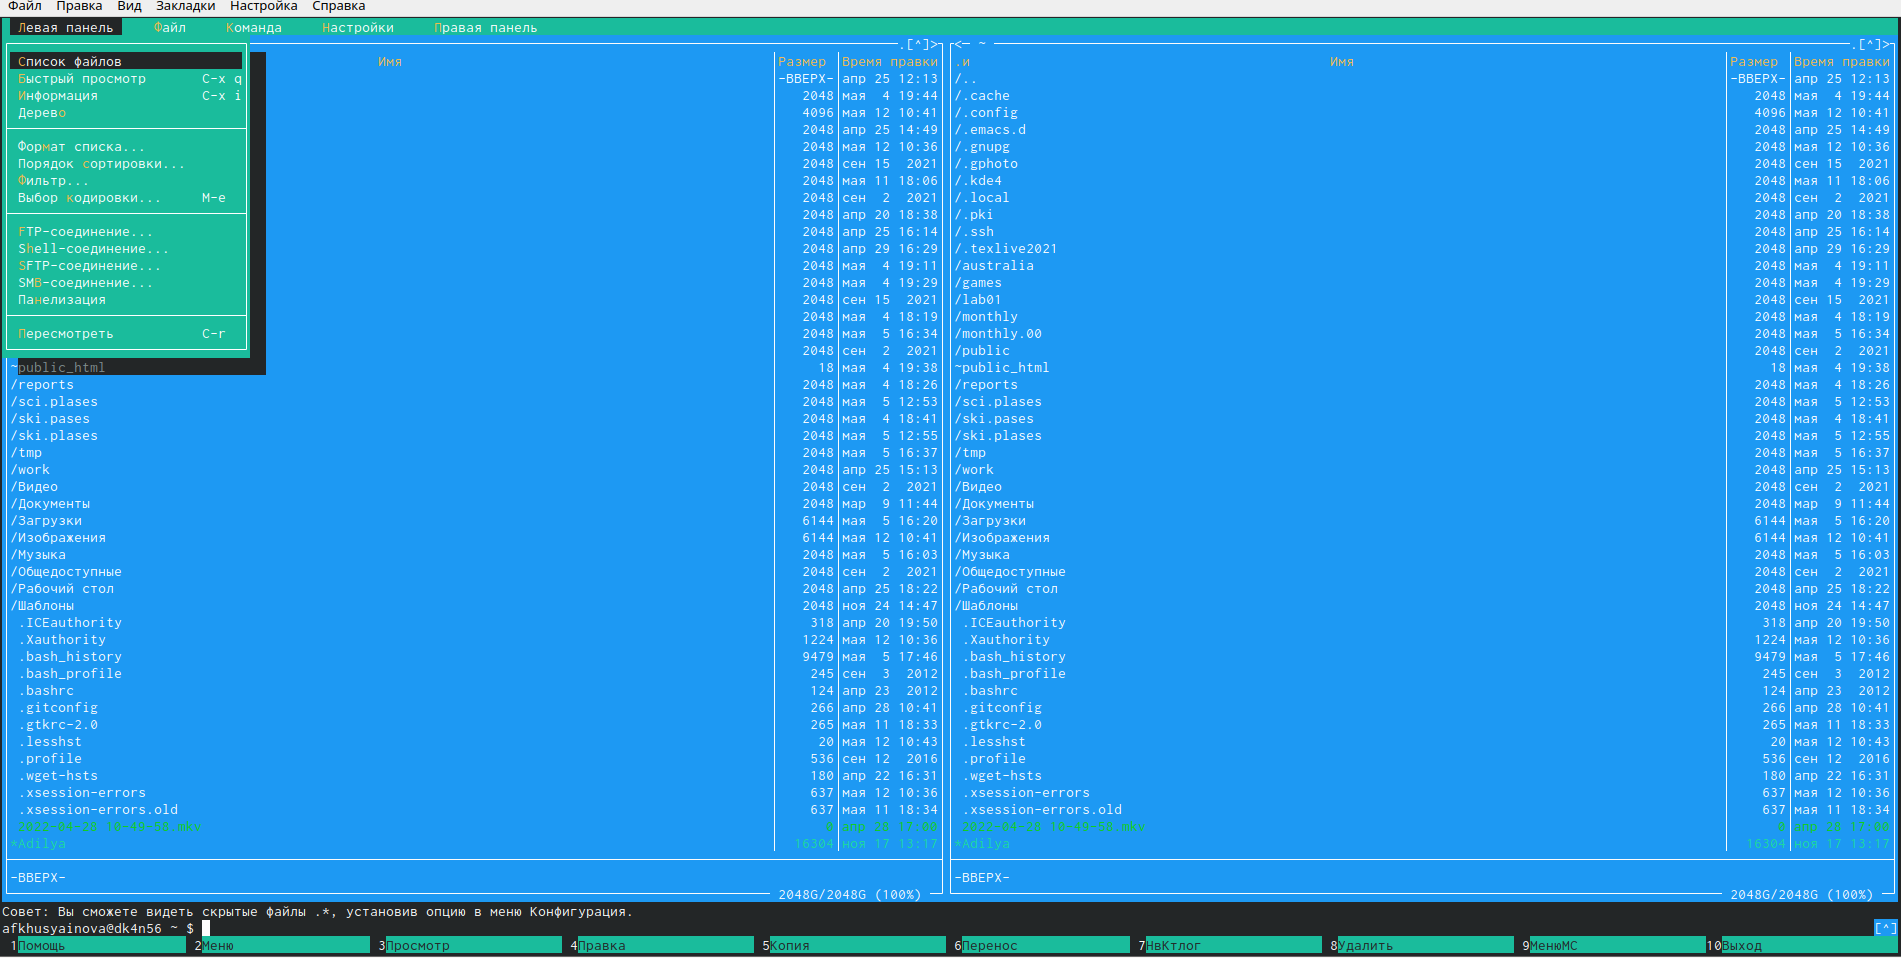 Файл Правка Вид Закладки Настройка Справка
Левая панель Файл Команда Настройки Правая панель
.[^]> <— ~ .[^]>
Список файлов Имя Размер Время правки .и Имя Размер Время правки
Быстрый просмотр C-x q -ВВЕРХ- апр 25 12:13 /.. -ВВЕРХ- апр 25 12:13
Информация C-x i 2048 мая 4 19:44 /.cache 2048 мая 4 19:44
Дерево 4096 мая 12 10:41 /.config 4096 мая 12 10:41
2048 апр 25 14:49 /.emacs.d 2048 апр 25 14:49
Формат списка... 2048 мая 12 10:36 /.gnupg 2048 мая 12 10:36
Порядок сортировки... 2048 сен 15 2021 /.gphoto 2048 сен 15 2021
Фильтр... 2048 мая 11 18:06 /.kde4 2048 мая 11 18:06
Выбор кодировки... M-e 2048 сен 2 2021 /.local 2048 сен 2 2021
2048 апр 20 18:38 /.pki 2048 апр 20 18:38
FTP-соединение... 2048 апр 25 16:14 /.ssh 2048 апр 25 16:14
Shell-соединение... 2048 апр 29 16:29 /.texlive2021 2048 апр 29 16:29
SFTP-соединение... 2048 мая 4 19:11 /australia 2048 мая 4 19:11
SMB-соединение... 2048 мая 4 19:29 /games 2048 мая 4 19:29
Панелизация 2048 сен 15 2021 /lab01 2048 сен 15 2021
2048 мая 4 18:19 /monthly 2048 мая 4 18:19
Пересмотреть C-r 2048 мая 5 16:34 /monthly.00 2048 мая 5 16:34
2048 сен 2 2021 /public 2048 сен 2 2021
~public_html 18 мая 4 19:38 ~public_html 18 мая 4 19:38
/reports 2048 мая 4 18:26 /reports 2048 мая 4 18:26
/sci.plases 2048 мая 5 12:53 /sci.plases 2048 мая 5 12:53
/ski.pases 2048 мая 4 18:41 /ski.pases 2048 мая 4 18:41
/ski.plases 2048 мая 5 12:55 /ski.plases 2048 мая 5 12:55
/tmp 2048 мая 5 16:37 /tmp 2048 мая 5 16:37
/work 2048 апр 25 15:13 /work 2048 апр 25 15:13
/Видео 2048 сен 2 2021 /Видео 2048 сен 2 2021
/Документы 2048 мар 9 11:44 /Документы 2048 мар 9 11:44
/Загрузки 6144 мая 5 16:20 /Загрузки 6144 мая 5 16:20
/Изображения 6144 мая 12 10:41 /Изображения 6144 мая 12 10:41
/Музыка 2048 мая 5 16:03 /Музыка 2048 мая 5 16:03
/Общедоступные 2048 сен 2 2021 /Общедоступные 2048 сен 2 2021
/Рабочий стол 2048 апр 25 18:22 /Рабочий стол 2048 апр 25 18:22
/Шаблоны 2048 ноя 24 14:47 /Шаблоны 2048 ноя 24 14:47
.ICEauthority 318 апр 20 19:50 .ICEauthority 318 апр 20 19:50
.Xauthority 1224 мая 12 10:36 .Xauthority 1224 мая 12 10:36
.bash_history 9479 мая 5 17:46 .bash_history 9479 мая 5 17:46
.bash_profile 245 сен 3 2012 .bash_profile 245 сен 3 2012
.bashrc 124 апр 23 2012 .bashrc 124 апр 23 2012
.gitconfig 266 апр 28 10:41 .gitconfig 266 апр 28 10:41
.gtkrc-2.0 265 мая 11 18:33 .gtkrc-2.0 265 мая 11 18:33
.lesshst 20 мая 12 10:43 .lesshst 20 мая 12 10:43
.profile 536 сен 12 2016 .profile 536 сен 12 2016
.wget-hsts 180 апр 22 16:31 .wget-hsts 180 апр 22 16:31
.xsession-errors 637 мая 12 10:36 .xsession-errors 637 мая 12 10:36
.xsession-errors.old 637 мая 11 18:34 .xsession-errors.old 637 мая 11 18:34
*Adilya 16304 ноя 17 13:17 *Adilya 16304 ноя 17 13:17
-ВВЕРХ- -ВВЕРХ-
2048G/2048G (100%) 2048G/2048G (100%)
Совет: Вы сможете видеть скрытые файлы .*, установив опцию в меню Конфигурация.
afkhusyainova@dk4n56 ~ $ [^]
1Помощь 2Меню 3Просмотр 4Правка 5Копия 6Перенос 7НвКтлог 8Удалить 9МенюMC 10Выход